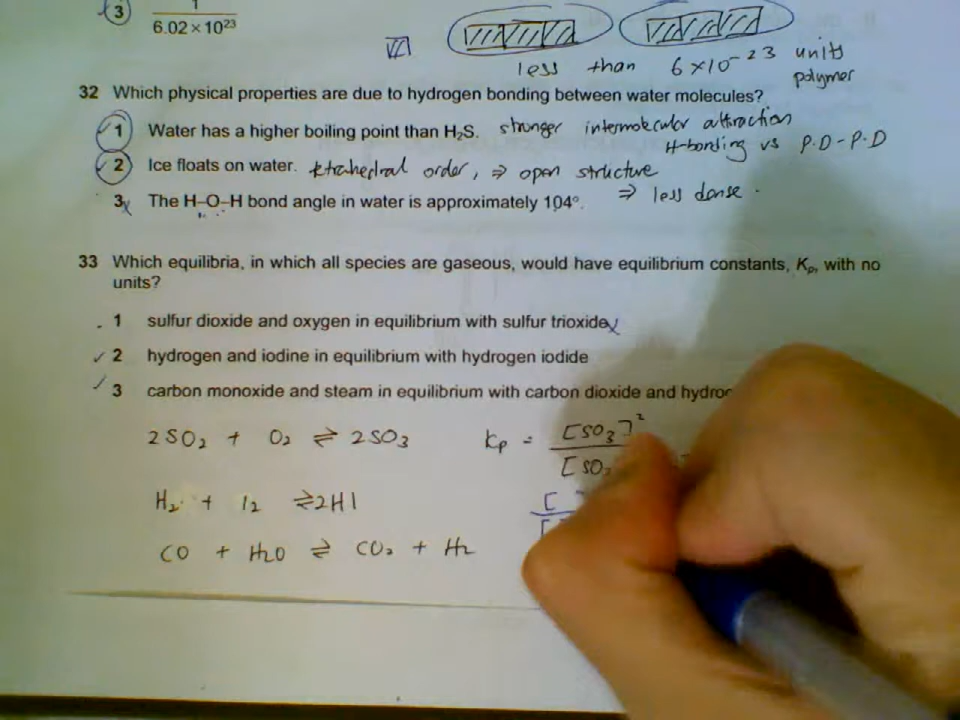 3 1
6.02 × 10²³
less than 6 × 10⁻²³ units
polymer
32 Which physical properties are due to hydrogen bonding between water molecules?
1 Water has a higher boiling point than H₂S. stronger intermolecular attraction
H-bonding vs P.D - P.D
2 Ice floats on water. tetrahedral order, ⇒ open structure
⇒ less dense.
3 The H–O–H bond angle in water is approximately 104°.
33 Which equilibria, in which all species are gaseous, would have equilibrium constants, Kₚ, with no
units?
1 sulfur dioxide and oxygen in equilibrium with sulfur trioxide
2 hydrogen and iodine in equilibrium with hydrogen iodide
3 carbon monoxide and steam in equilibrium with carbon dioxide and
2SO₂ + O₂ ⇌ 2SO₃ Kₚ = [SO₃]²
[SO₂
H₂ + I₂ ⇌ 2HI
CO + H₂O ⇌ CO₂ + H₂